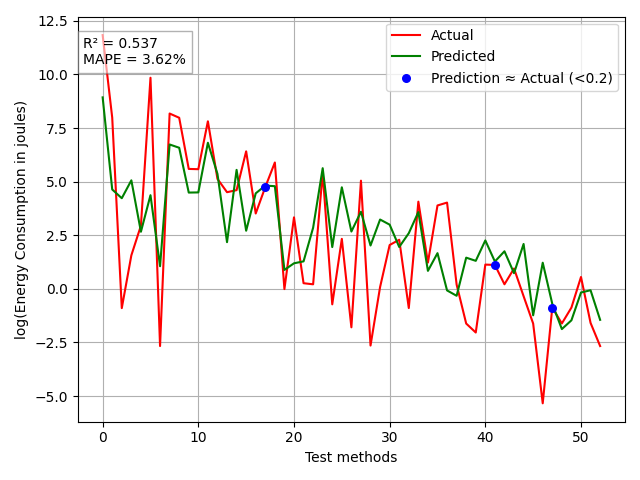 R² = 0.537
MAPE = 3.62%
Actual
Predicted
Prediction ≈ Actual (<0.2)
log(Energy Consumption in joules)
12.5
10.0
7.5
5.0
2.5
0.0
−2.5
−5.0
0 10 20 30 40 50
Test methods